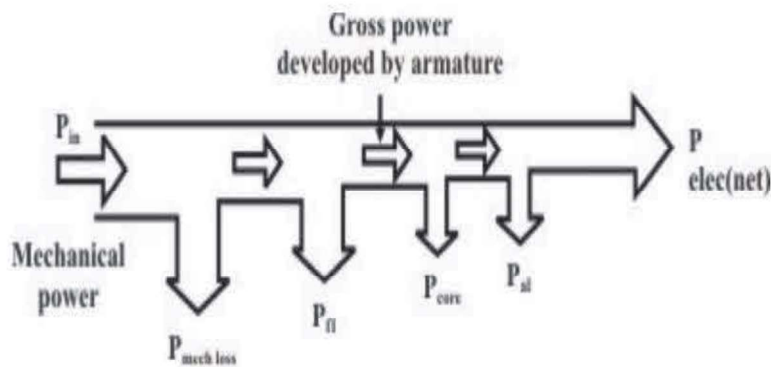 Gross power
developed by armature
P_in
P
elec(net)
Mechanical
power
P_mech loss
P_fl
P_core
P_al